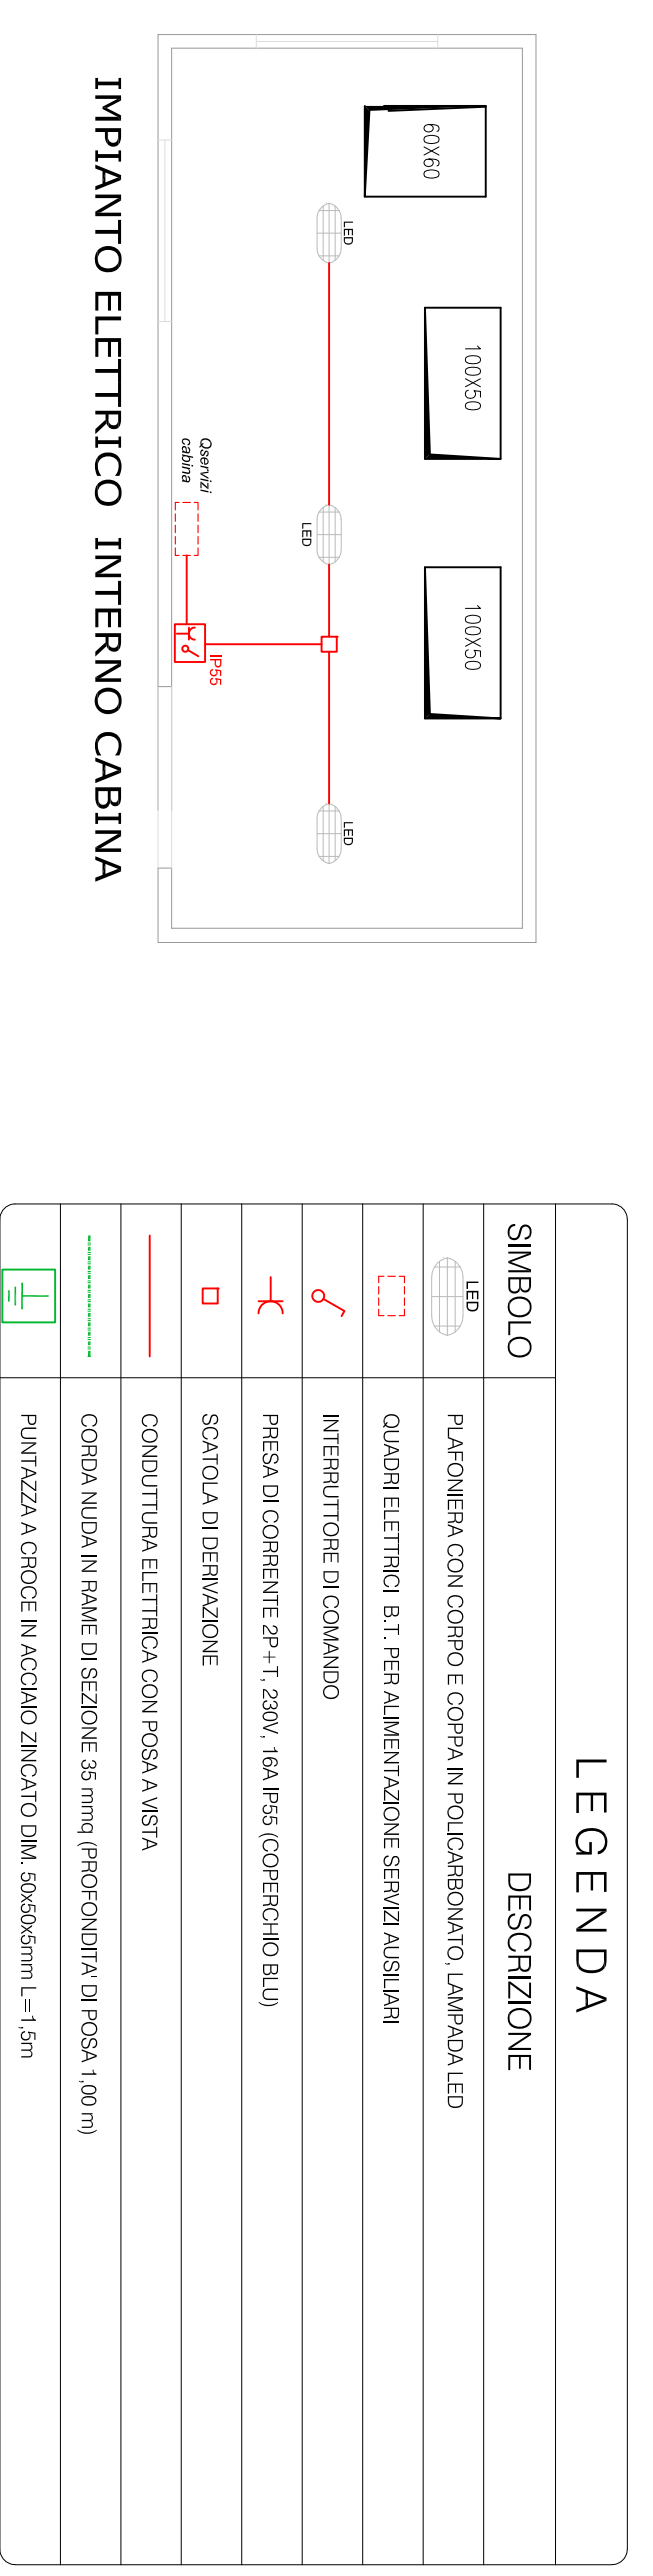 60X60
100X50
100X50
LED
LED
LED
Qservizi
cabina
IP55
IMPIANTO ELETTRICO INTERNO CABINA
LEGENDA
SIMBOLO DESCRIZIONE
LED PLAFONIERA CON CORPO E COPPA IN POLICARBONATO, LAMPADA LED
QUADRI ELETTRICI B.T. PER ALIMENTAZIONE SERVIZI AUSILIARI
INTERRUTTORE DI COMANDO
PRESA DI CORRENTE 2P+T, 230V, 16A IP55 (COPERCHIO BLU)
SCATOLA DI DERIVAZIONE
CONDUTTURA ELETTRICA CON POSA A VISTA
CORDA NUDA IN RAME DI SEZIONE 35 mmq (PROFONDITA' DI POSA 1,00 m)
PUNTAZZA A CROCE IN ACCIAIO ZINCATO DIM. 50x50x5mm L=1,5m